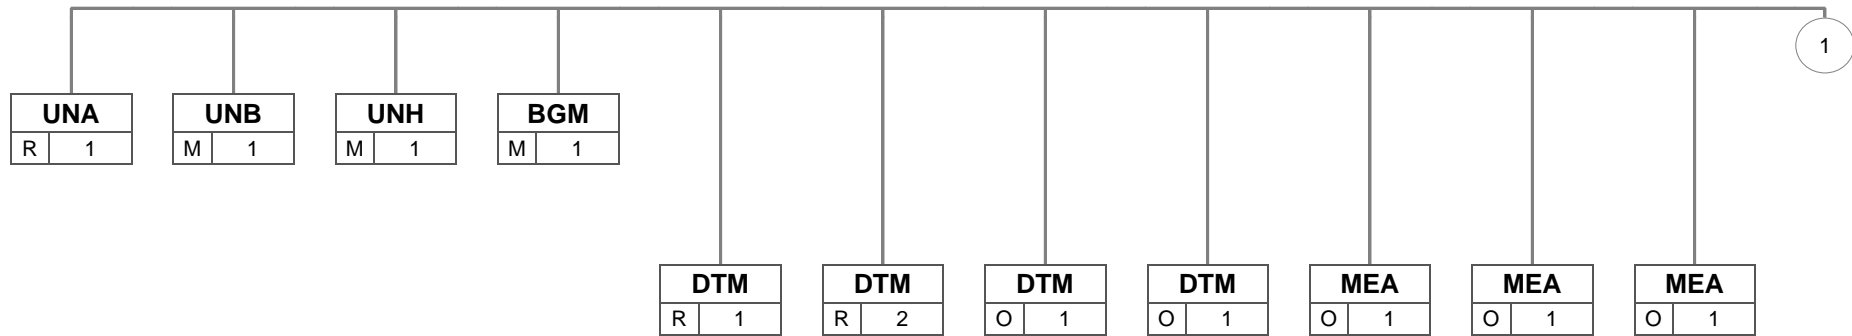 1
UNA UNB UNH BGM
R 1 M 1 M 1 M 1
DTM DTM DTM DTM MEA MEA MEA
R 1 R 2 O 1 O 1 O 1 O 1 O 1